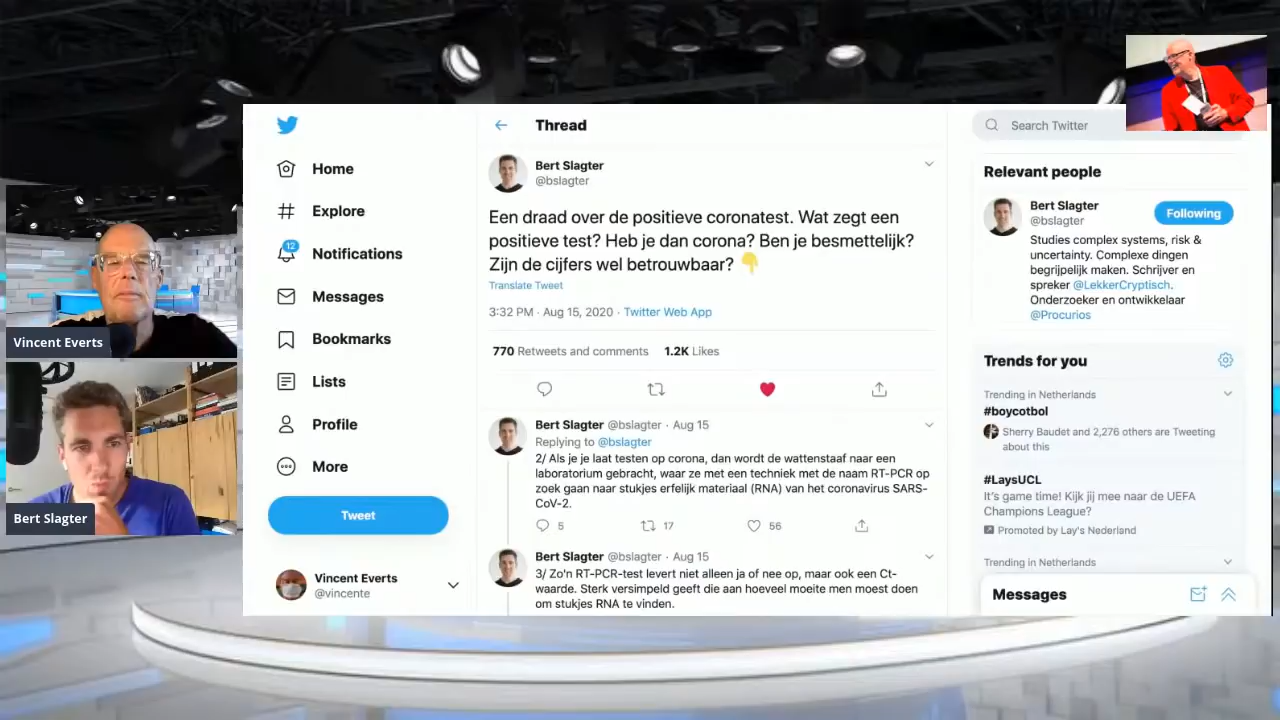 Vincent Everts
Bert Slagter
Home
Explore
12
Notifications
Messages
Bookmarks
Lists
Profile
More
Tweet
Vincent Everts
@vincente
Thread
Bert Slagter
@bslagter
Een draad over de positieve coronatest. Wat zegt een
positieve test? Heb je dan corona? Ben je besmettelijk?
Zijn de cijfers wel betrouwbaar? 👇
Translate Tweet
3:32 PM · Aug 15, 2020 · Twitter Web App
770 Retweets and comments 1.2K Likes
Bert Slagter @bslagter · Aug 15
Replying to @bslagter
2/ Als je je laat testen op corona, dan wordt de wattenstaaf naar een
laboratorium gebracht, waar ze met een techniek met de naam RT-PCR op
zoek gaan naar stukjes erfelijk materiaal (RNA) van het coronavirus SARS-
CoV-2.
5 17 56
Bert Slagter @bslagter · Aug 15
3/ Zo'n RT-PCR-test levert niet alleen ja of nee op, maar ook een Ct-
waarde. Sterk versimpeld geeft die aan hoeveel moeite men moest doen
om stukjes RNA te vinden.
Search Twitter
Relevant people
Bert Slagter
@bslagter
Following
Studies complex systems, risk &
uncertainty. Complexe dingen
begrijpelijk maken. Schrijver en
spreker @LekkerCryptisch.
Onderzoeker en ontwikkelaar
@Procurios
Trends for you
Trending in Netherlands
#boycotbol
Sherry Baudet and 2,276 others are Tweeting
about this
#LaysUCL
It's game time! Kijk jij mee naar de UEFA
Champions League?
Promoted by Lay's Nederland
Trending in Netherlands
Messages